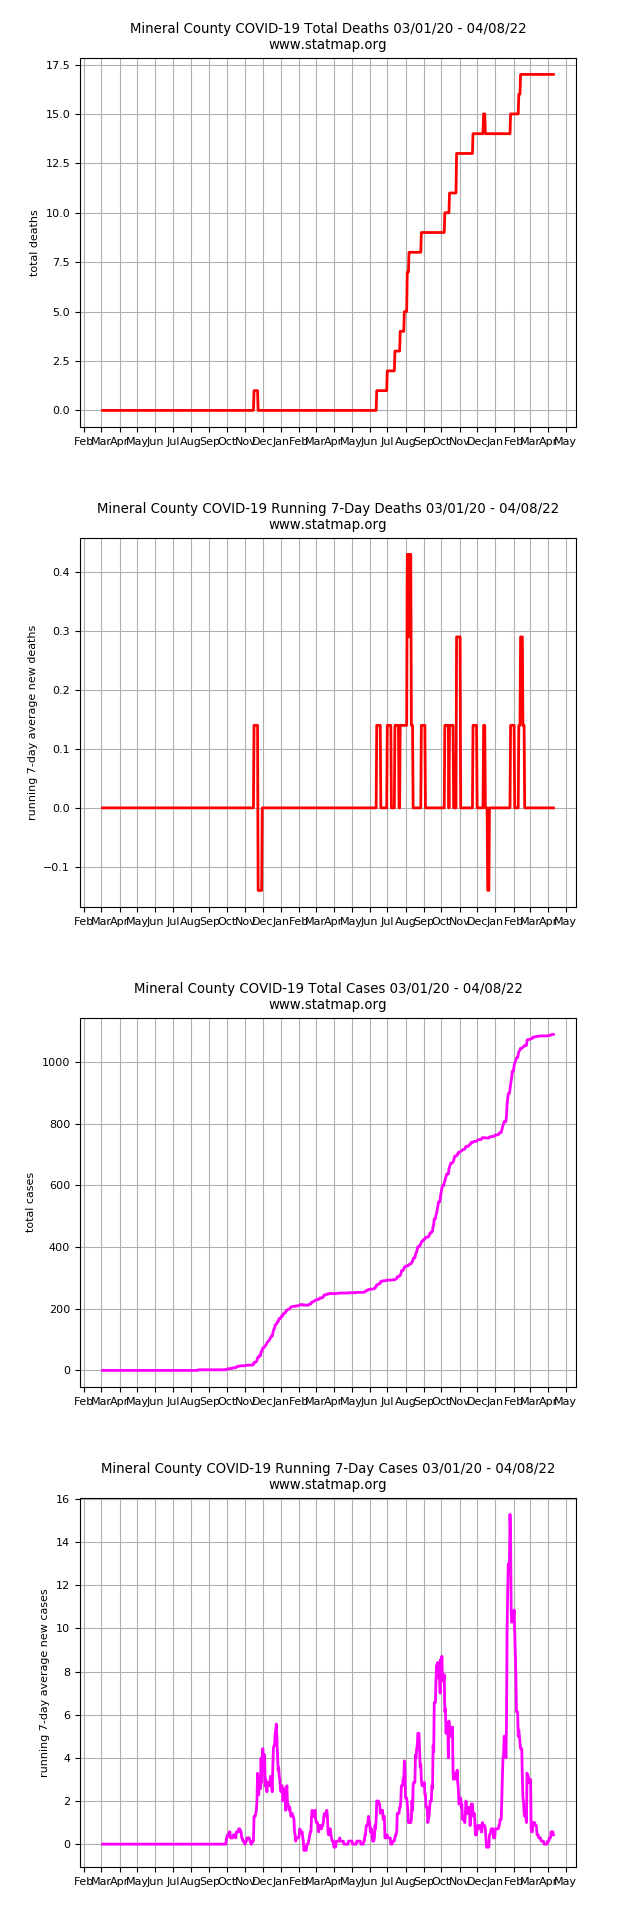 Mineral County COVID-19 Total Deaths 03/01/20 - 04/08/22
www.statmap.org
17.5
15.0
12.5
10.0
7.5
5.0
2.5
0.0
total deaths
Feb Mar Apr May Jun Jul Aug Sep Oct Nov Dec Jan Feb Mar Apr May Jun Jul Aug Sep Oct Nov Dec Jan Feb Mar Apr May
Mineral County COVID-19 Running 7-Day Deaths 03/01/20 - 04/08/22
www.statmap.org
0.4
0.3
0.2
0.1
0.0
−0.1
running 7-day average new deaths
Feb Mar Apr May Jun Jul Aug Sep Oct Nov Dec Jan Feb Mar Apr May Jun Jul Aug Sep Oct Nov Dec Jan Feb Mar Apr May
Mineral County COVID-19 Total Cases 03/01/20 - 04/08/22
www.statmap.org
1000
800
600
400
200
0
total cases
Feb Mar Apr May Jun Jul Aug Sep Oct Nov Dec Jan Feb Mar Apr May Jun Jul Aug Sep Oct Nov Dec Jan Feb Mar Apr May
Mineral County COVID-19 Running 7-Day Cases 03/01/20 - 04/08/22
www.statmap.org
16
14
12
10
8
6
4
2
0
running 7-day average new cases
Feb Mar Apr May Jun Jul Aug Sep Oct Nov Dec Jan Feb Mar Apr May Jun Jul Aug Sep Oct Nov Dec Jan Feb Mar Apr May